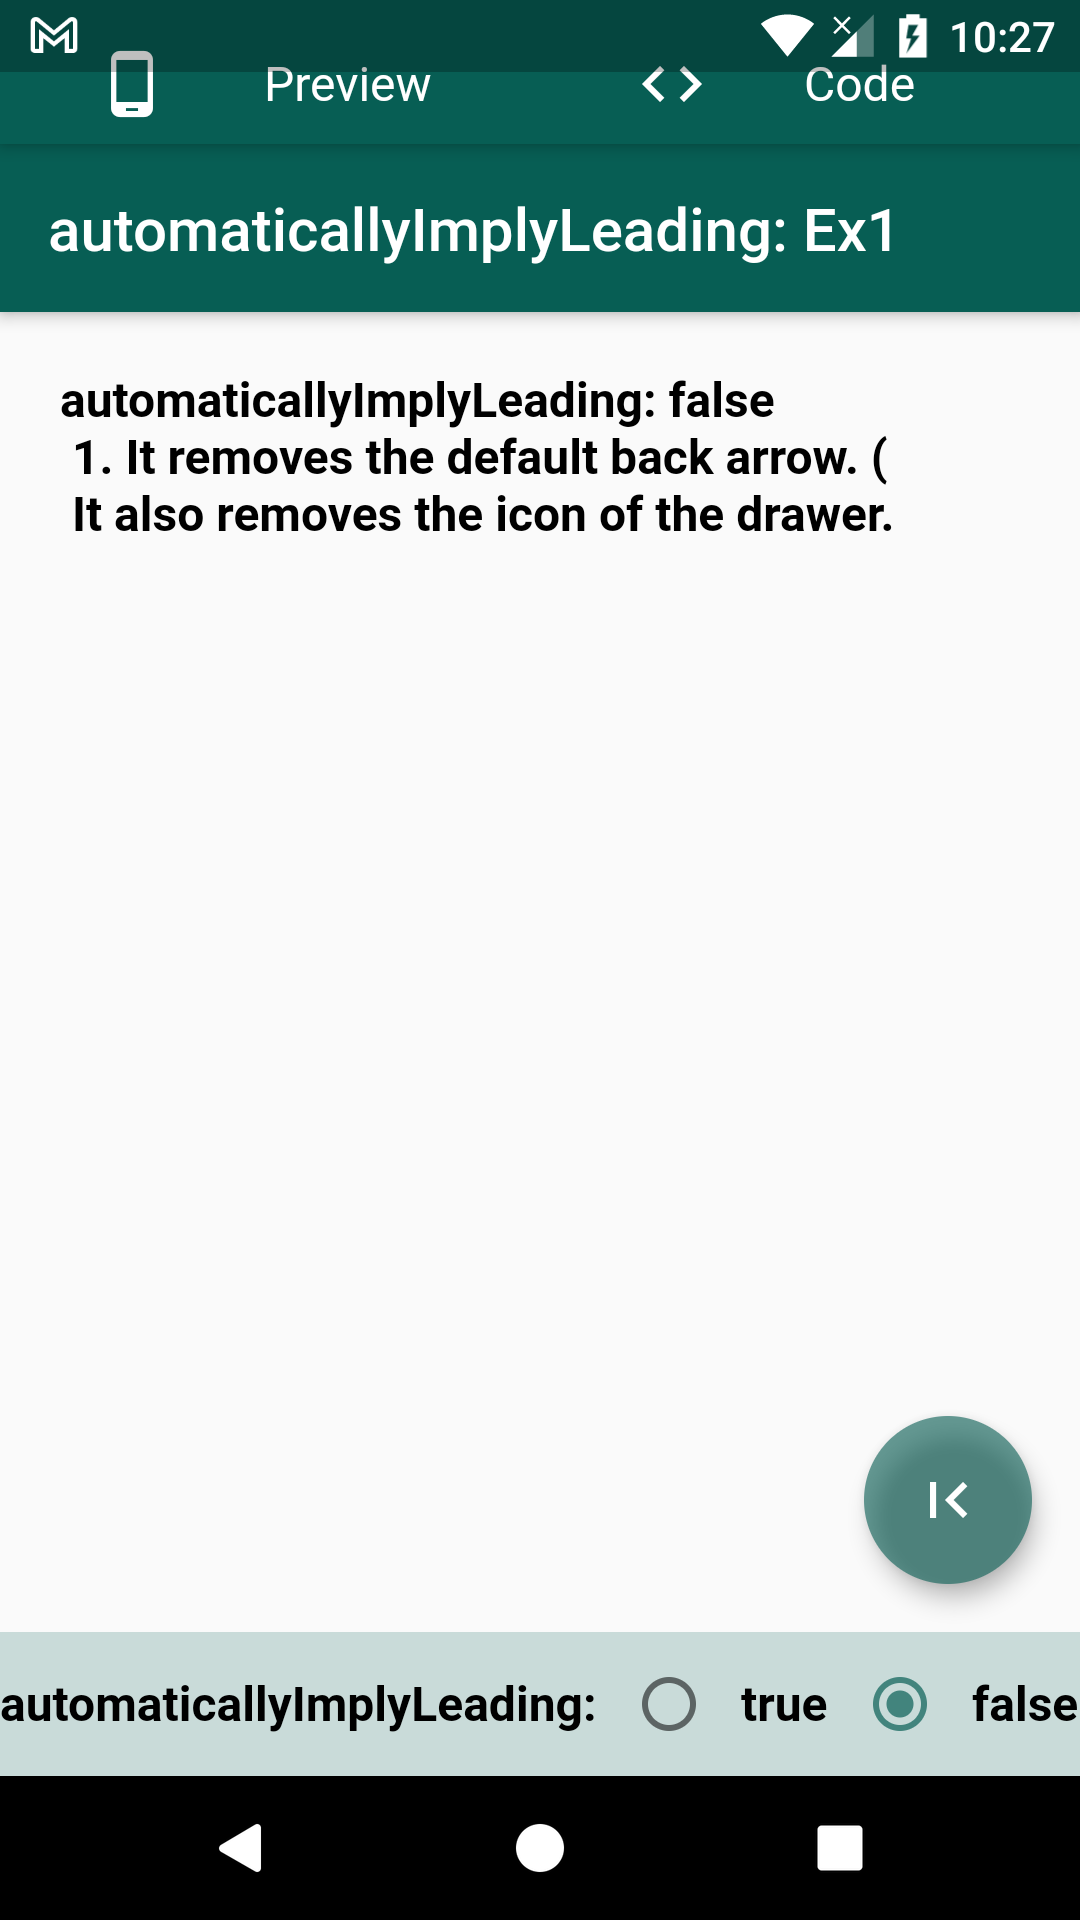 10:27
Preview
Code
automaticallyImplyLeading: Ex1
automaticallyImplyLeading: false
1. It removes the default back arrow. (
It also removes the icon of the drawer.
automaticallyImplyLeading: true false